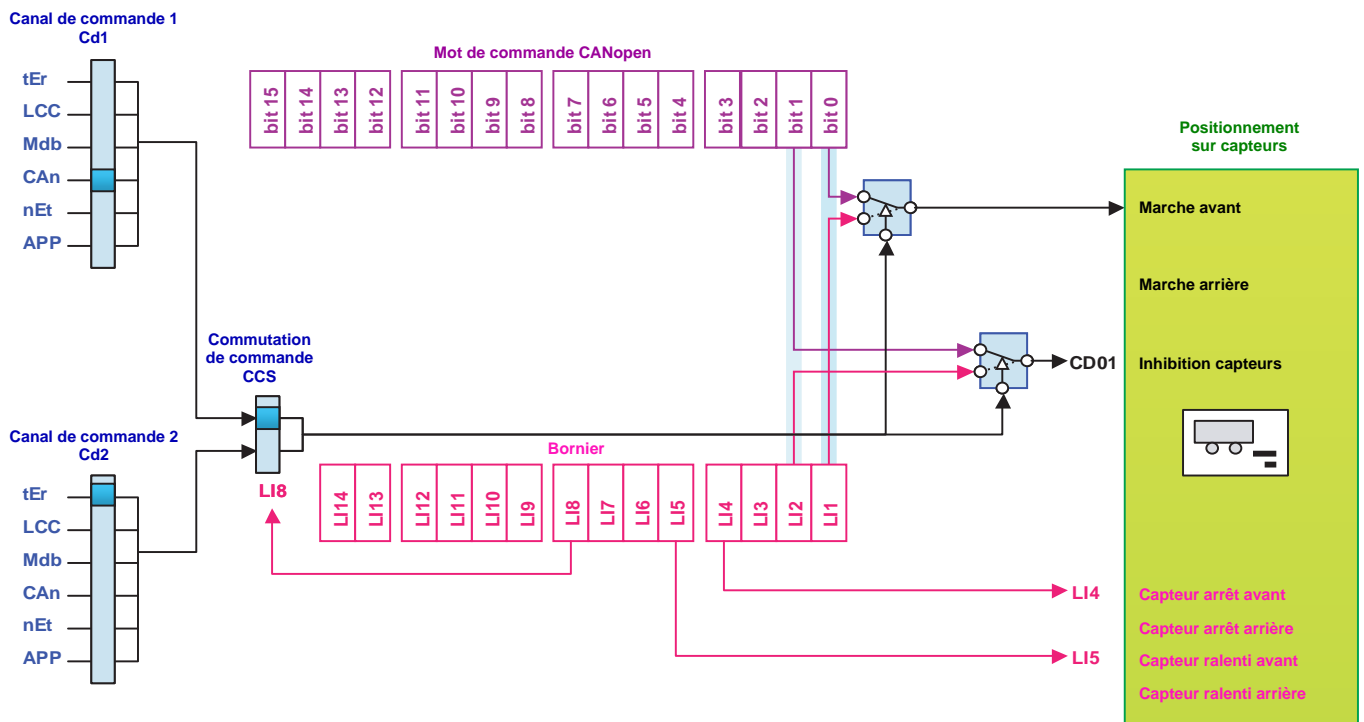 Canal de commande 1
Cd1
tEr
LCC
Mdb
CAn
nEt
APP
Mot de commande CANopen
bit 15
bit 14
bit 13
bit 12
bit 11
bit 10
bit 9
bit 8
bit 7
bit 6
bit 5
bit 4
bit 3
bit 2
bit 1
bit 0
Positionnement
sur capteurs
Marche avant
Marche arrière
Commutation
de commande
CCS
CD01
Inhibition capteurs
Canal de commande 2
Cd2
tEr
LCC
Mdb
CAn
nEt
APP
LI8
Bornier
LI14
LI13
LI12
LI11
LI10
LI9
LI8
LI7
LI6
LI5
LI4
LI3
LI2
LI1
LI4
Capteur arrêt avant
Capteur arrêt arrière
LI5
Capteur ralenti avant
Capteur ralenti arrière